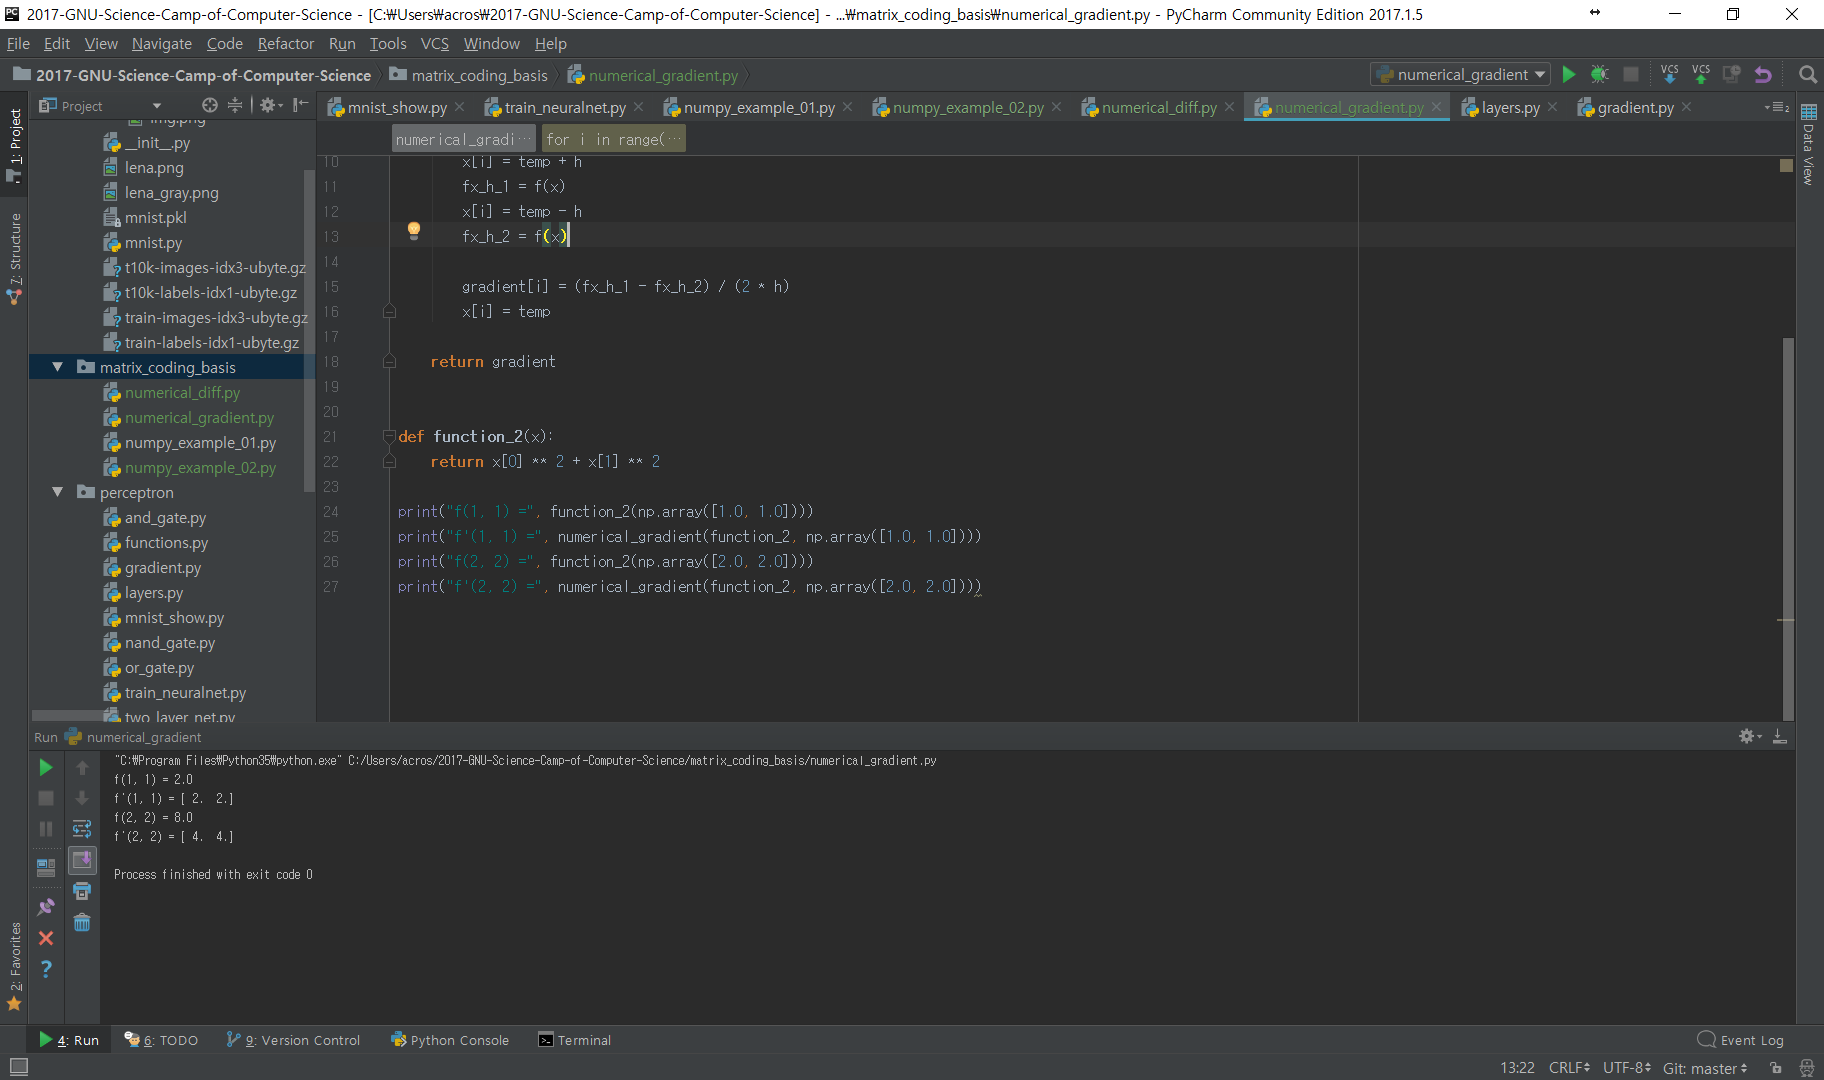 PC 2017-GNU-Science-Camp-of-Computer-Science - [C:₩Users₩acros₩2017-GNU-Science-Camp-of-Computer-Science] - ...₩matrix_coding_basis₩numerical_gradient.py - PyCharm Community Edition 2017.1.5
File Edit View Navigate Code Refactor Run Tools VCS Window Help
2017-GNU-Science-Camp-of-Computer-Science matrix_coding_basis numerical_gradient.py numerical_gradient VCS VCS
Project mnist_show.py train_neuralnet.py numpy_example_01.py numpy_example_02.py numerical_diff.py numerical_gradient.py layers.py gradient.py 2
1: Project
7: Structure
2: Favorites
Data View
img.png
__init__.py
lena.png
lena_gray.png
mnist.pkl
mnist.py
t10k-images-idx3-ubyte.gz
t10k-labels-idx1-ubyte.gz
train-images-idx3-ubyte.gz
train-labels-idx1-ubyte.gz
matrix_coding_basis
numerical_diff.py
numerical_gradient.py
numpy_example_01.py
numpy_example_02.py
perceptron
and_gate.py
functions.py
gradient.py
layers.py
mnist_show.py
nand_gate.py
or_gate.py
train_neuralnet.py
two_layer_net.py
numerical_gradi... for i in range(...
10 x[i] = temp + h
11 fx_h_1 = f(x)
12 x[i] = temp - h
13 fx_h_2 = f(x)
14
15 gradient[i] = (fx_h_1 - fx_h_2) / (2 * h)
16 x[i] = temp
17
18 return gradient
19
20
21 def function_2(x):
22 return x[0] ** 2 + x[1] ** 2
23
24 print("f(1, 1) =", function_2(np.array([1.0, 1.0])))
25 print("f'(1, 1) =", numerical_gradient(function_2, np.array([1.0, 1.0])))
26 print("f(2, 2) =", function_2(np.array([2.0, 2.0])))
27 print("f'(2, 2) =", numerical_gradient(function_2, np.array([2.0, 2.0])))
Run numerical_gradient
"C:₩Program Files₩Python35₩python.exe" C:/Users/acros/2017-GNU-Science-Camp-of-Computer-Science/matrix_coding_basis/numerical_gradient.py
f(1, 1) = 2.0
f'(1, 1) = [ 2.  2.]
f(2, 2) = 8.0
f'(2, 2) = [ 4.  4.]
Process finished with exit code 0
4: Run 6: TODO 9: Version Control Python Console Terminal Event Log
13:22 CRLF UTF-8 Git: master